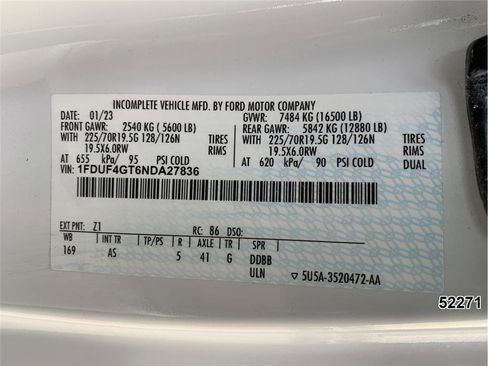 INCOMPLETE VEHICLE MFD. BY FORD MOTOR COMPANY
DATE: 01/23 GVWR: 7484 KG (16500 LB)
FRONT GAWR: 2540 KG ( 5600 LB) REAR GAWR: 5842 KG (12880 LB)
WITH 225/70R19.5G 128/126N TIRES WITH 225/70R19.5G 128/126N TIRES
19.5X6.0RW RIMS 19.5X6.0RW RIMS
AT 655 kPa/ 95 PSI COLD AT 620 kPa/ 90 PSI COLD DUAL
VIN: 1FDUF4GT6NDA27836
EXT PNT: Z1 RC: 86 DSO:
WB INT TR TP/PS R AXLE TR SPR
169 AS 5 41 G DDBB
ULN 5U5A-3520472-AA
52271